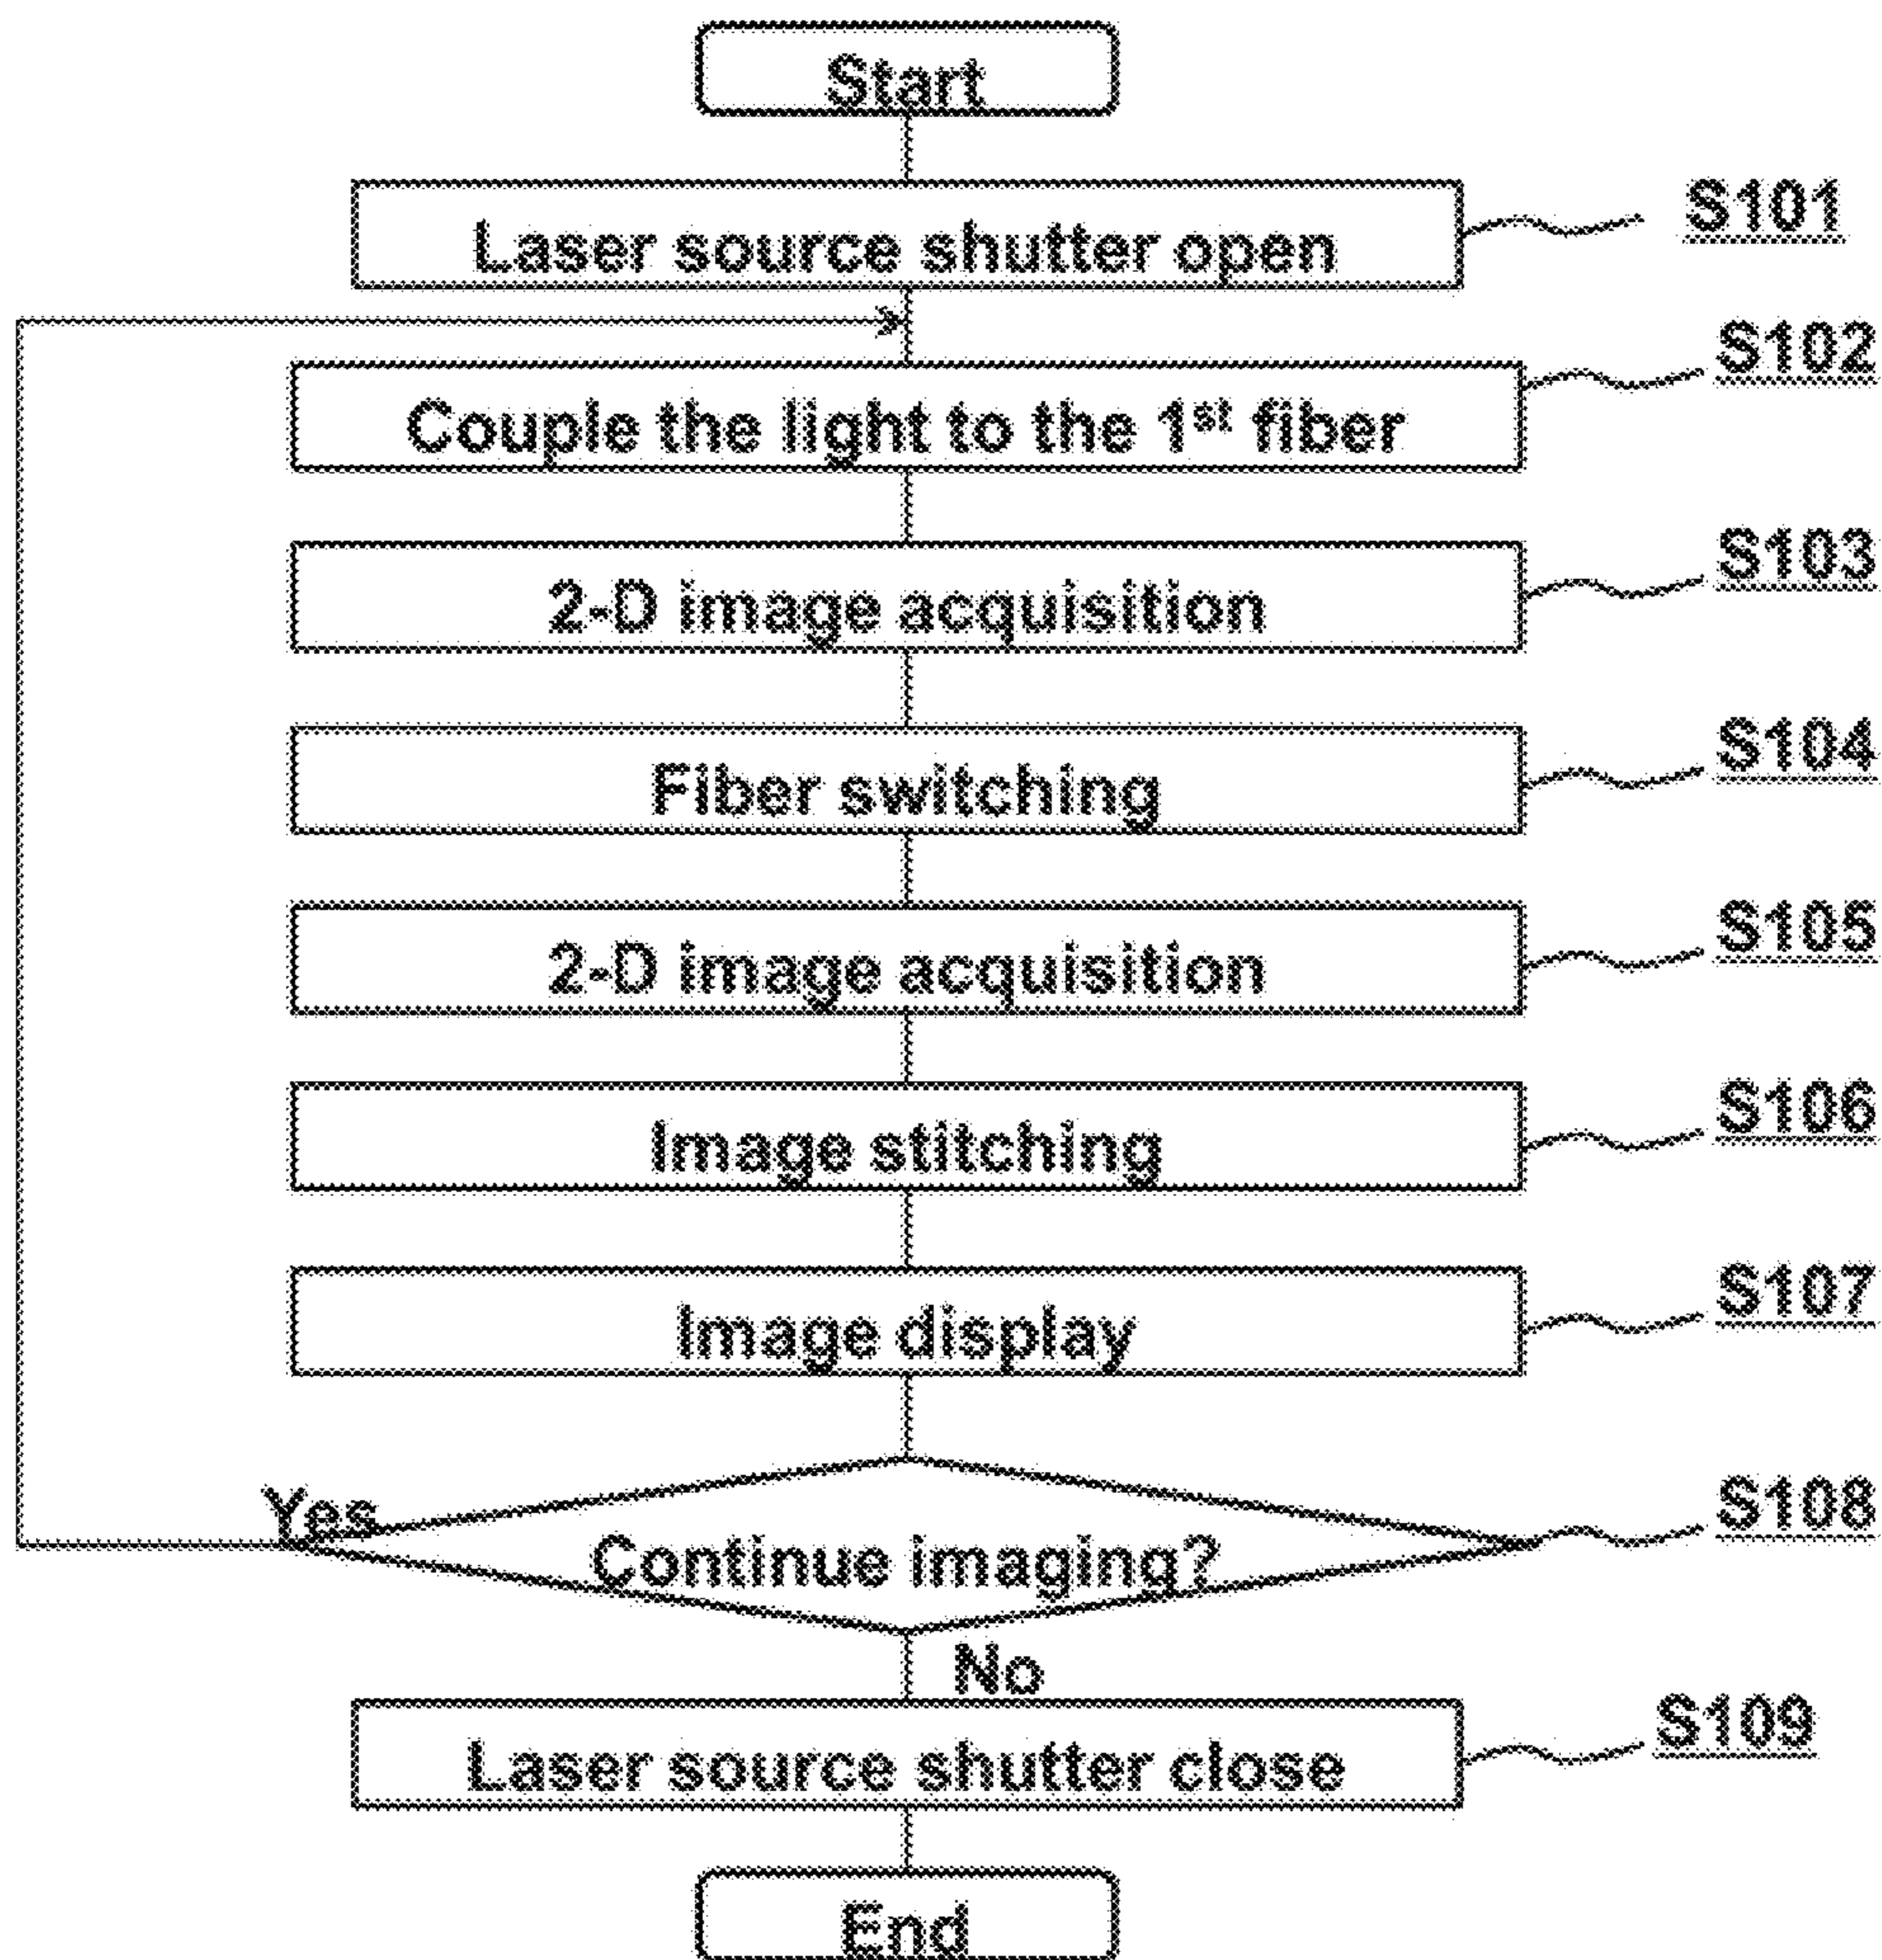 Start
Laser source shutter open
S101
Couple the light to the 1st fiber
S102
2-D image acquisition
S103
Fiber switching
S104
2-D image acquisition
S105
Image stitching
S106
Image display
S107
Yes
Continue imaging?
S108
No
Laser source shutter close
S109
End